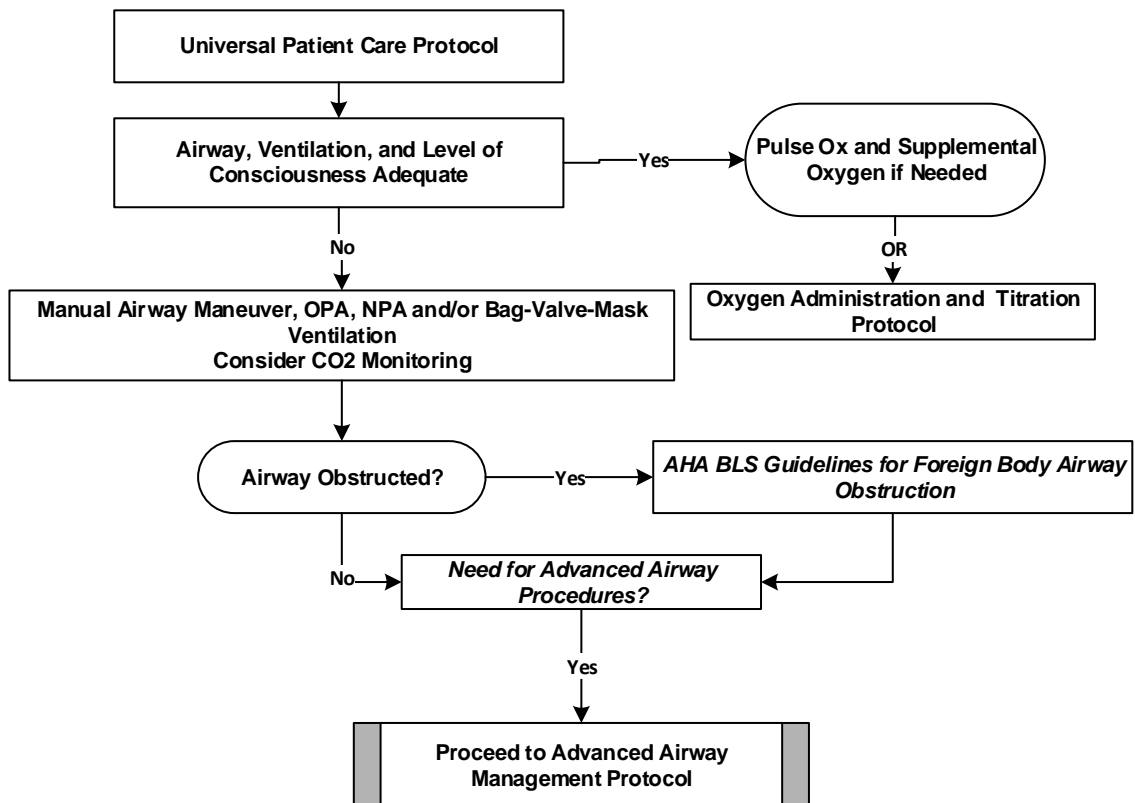 Universal Patient Care Protocol
Airway, Ventilation, and Level of
Consciousness Adequate
Yes
Pulse Ox and Supplemental
Oxygen if Needed
No
OR
Manual Airway Maneuver, OPA, NPA and/or Bag-Valve-Mask
Ventilation
Consider CO2 Monitoring
Oxygen Administration and Titration
Protocol
Airway Obstructed?
Yes
AHA BLS Guidelines for Foreign Body Airway
Obstruction
No
Need for Advanced Airway
Procedures?
Yes
Proceed to Advanced Airway
Management Protocol